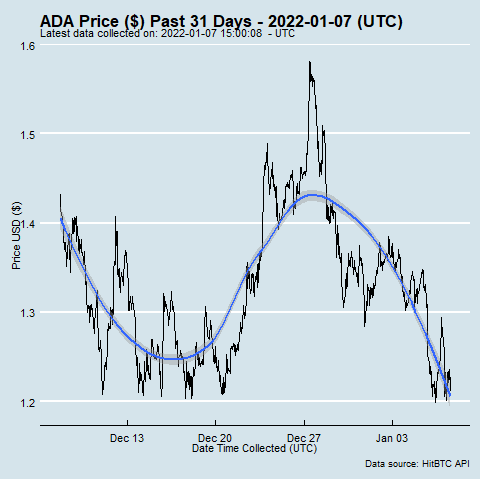 ADA Price ($) Past 31 Days - 2022-01-07 (UTC)
Latest data collected on: 2022-01-07 15:00:08 - UTC
1.6
1.5
1.4
1.3
1.2
Price USD ($)
Dec 13 Dec 20 Dec 27 Jan 03
Date Time Collected (UTC)
Data source: HitBTC API